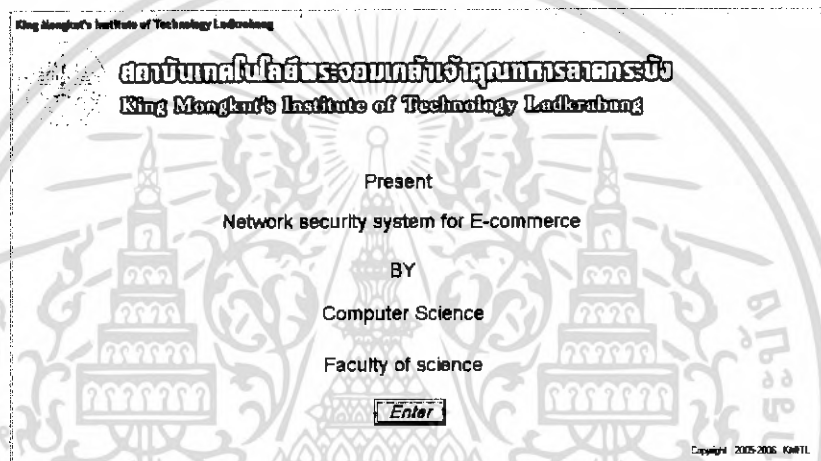 King Mongkut's Institute of Technology Ladkrabang
สถาบันเทคโนโลยีพระจอมเกล้าเจ้าคุณทหารลาดกระบัง
King Mongkut's Institute of Technology Ladkrabang
Present
Network security system for E-commerce
BY
Computer Science
Faculty of science
Enter
Copyright 2005-2006 KMITL